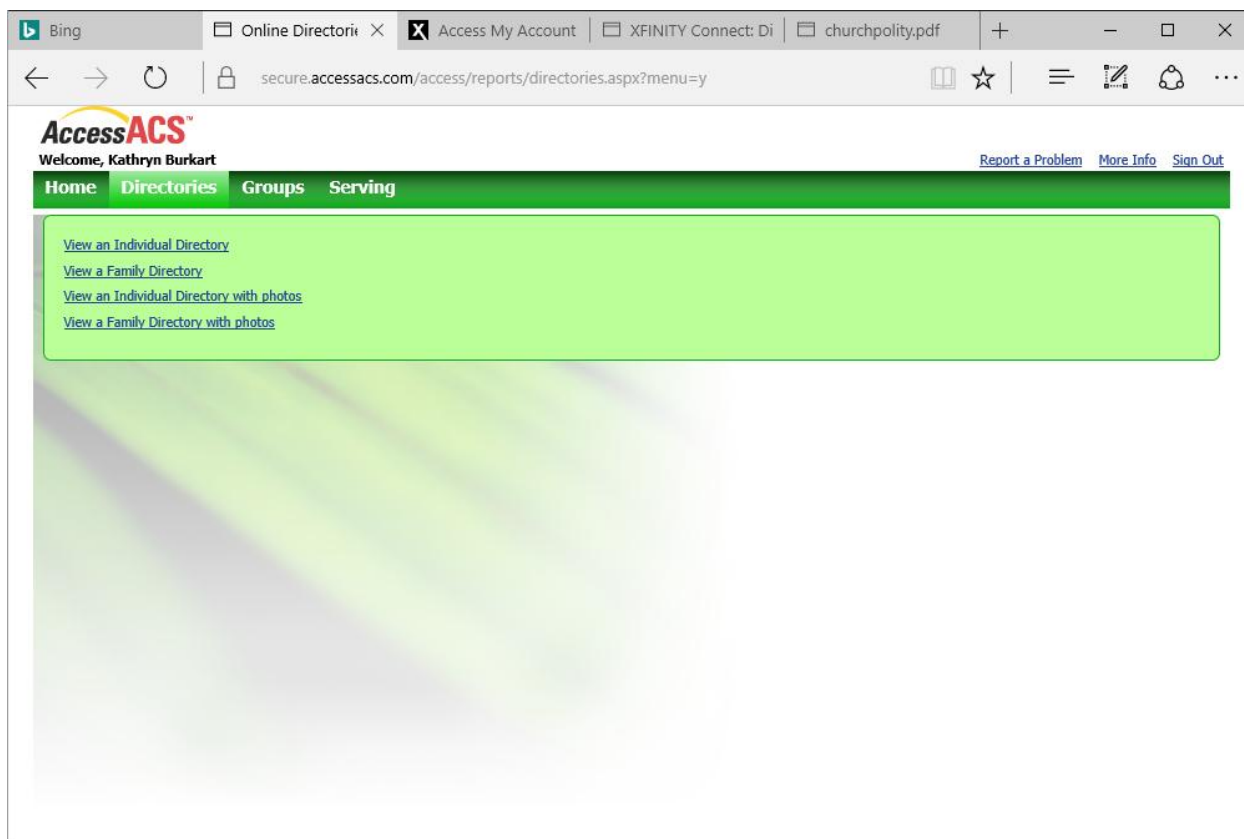 Bing Online Directorie Access My Account XFINITY Connect: Di churchpolity.pdf
secure.accessacs.com/access/reports/directories.aspx?menu=y
AccessACS™
Welcome, Kathryn Burkart Report a Problem More Info Sign Out
Home Directories Groups Serving
View an Individual Directory
View a Family Directory
View an Individual Directory with photos
View a Family Directory with photos